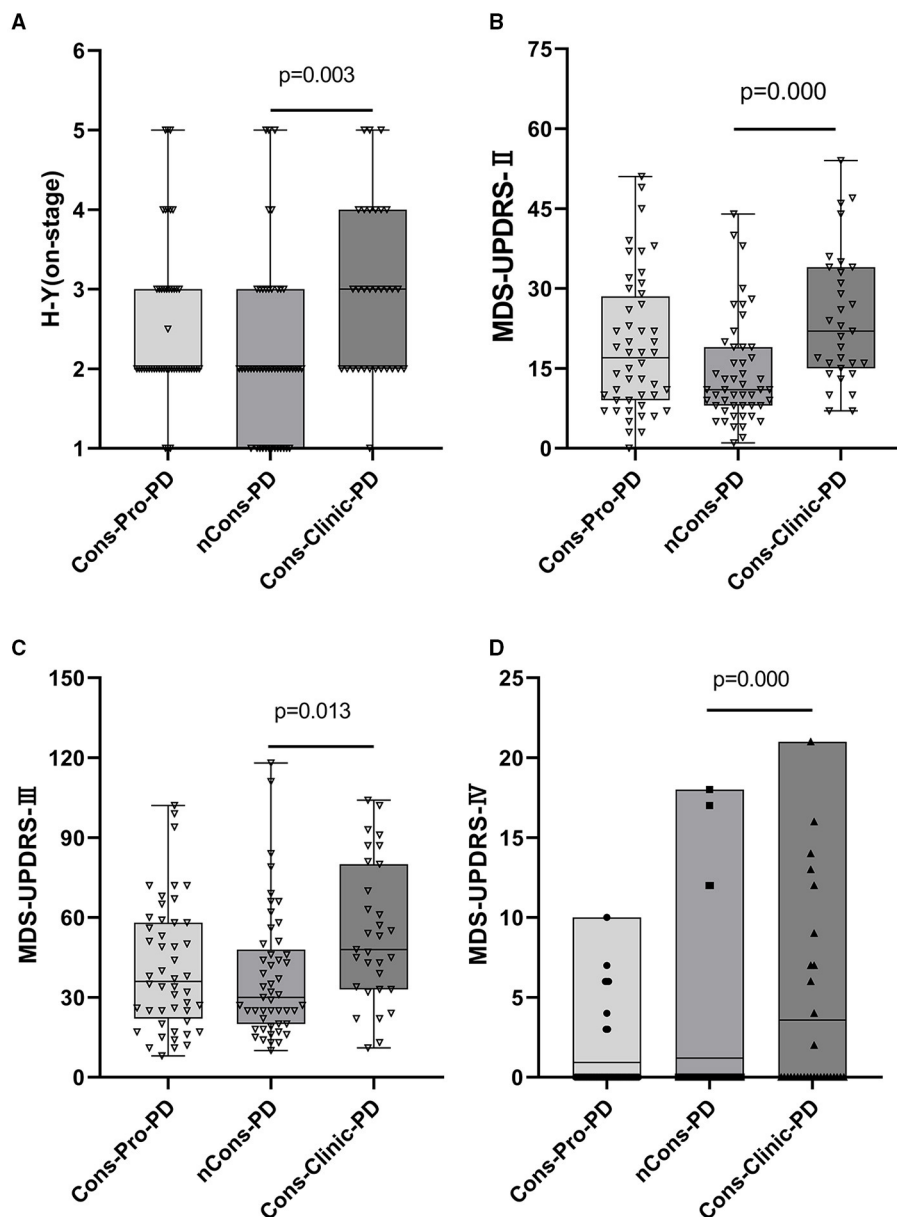 A
6
5
4
3
2
1
H-Y(on-stage)
p=0.003
Cons-Pro-PD
nCons-PD
Cons-Clinic-PD
B
75
60
45
30
15
0
MDS-UPDRS-Ⅱ
p=0.000
Cons-Pro-PD
nCons-PD
Cons-Clinic-PD
C
150
120
90
60
30
0
MDS-UPDRS-Ⅲ
p=0.013
Cons-Pro-PD
nCons-PD
Cons-Clinic-PD
D
25
20
15
10
5
0
MDS-UPDRS-Ⅳ
p=0.000
Cons-Pro-PD
nCons-PD
Cons-Clinic-PD